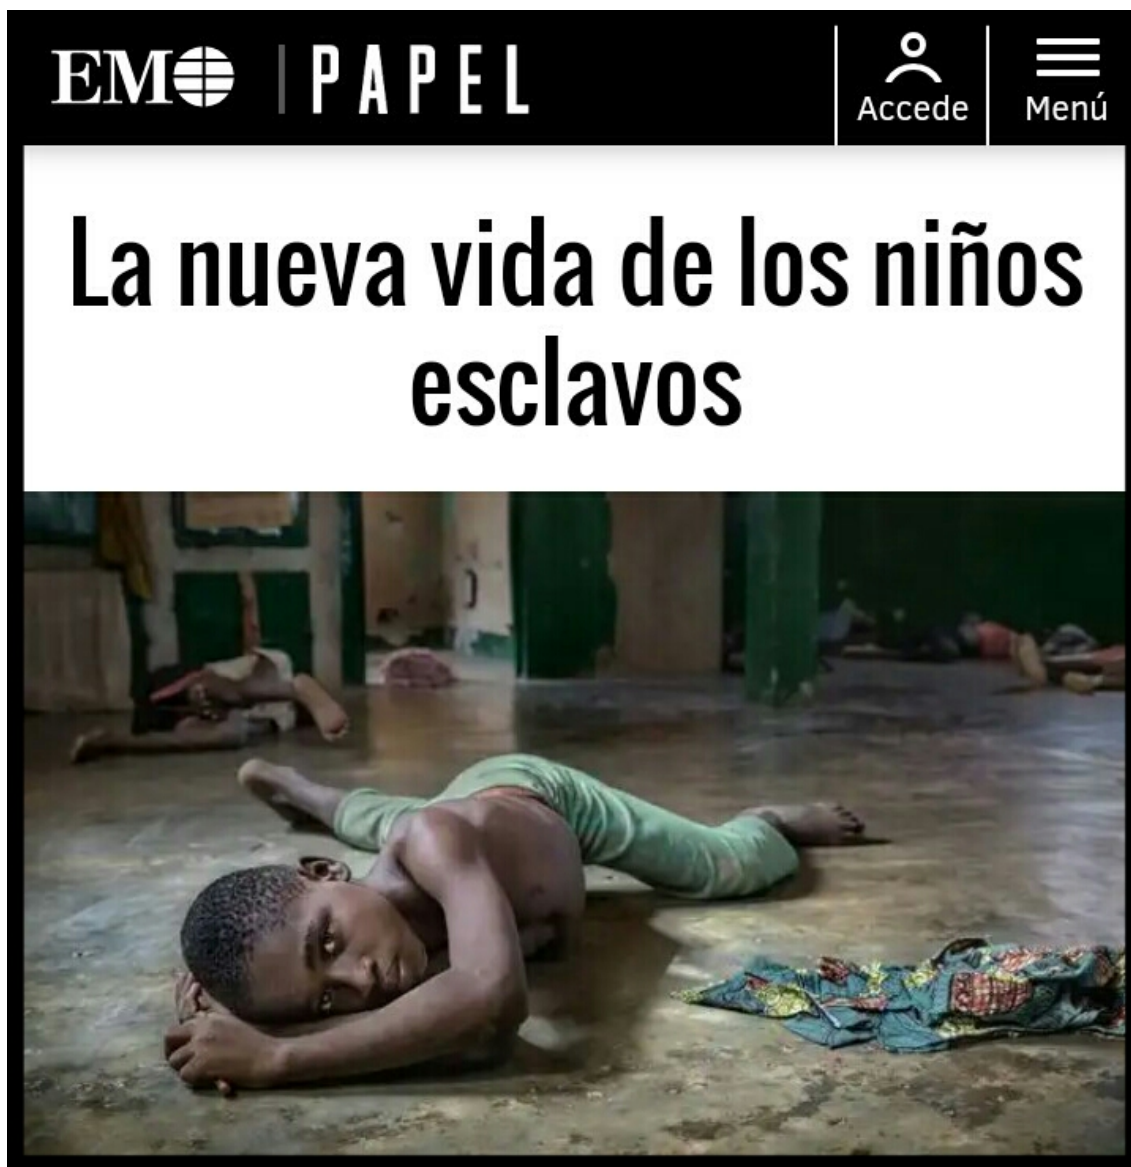 EM PAPEL
Accede
Menú
La nueva vida de los niños
esclavos